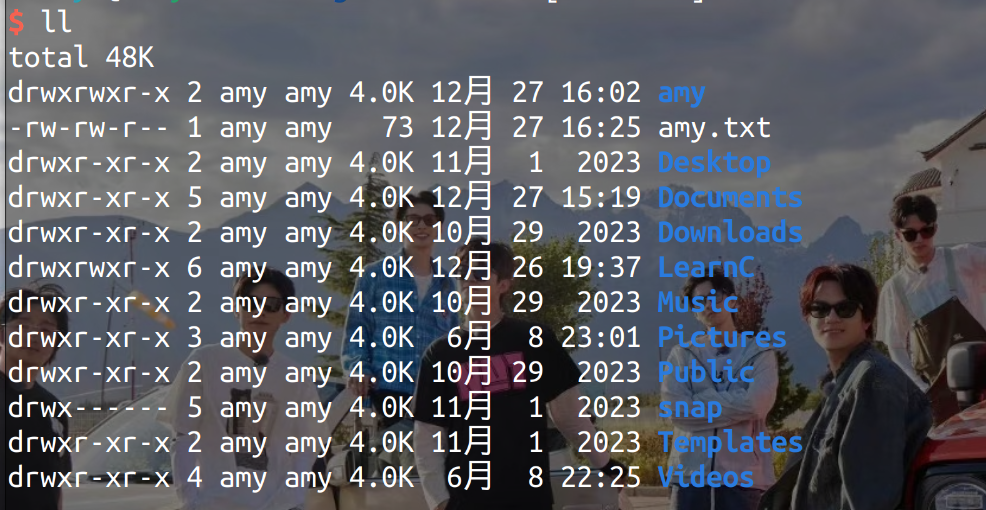 $ ll
total 48K
drwxrwxr-x 2 amy amy 4.0K 12月 27 16:02 amy
-rw-rw-r-- 1 amy amy   73 12月 27 16:25 amy.txt
drwxr-xr-x 2 amy amy 4.0K 11月  1  2023 Desktop
drwxr-xr-x 5 amy amy 4.0K 12月 27 15:19 Documents
drwxr-xr-x 2 amy amy 4.0K 10月 29  2023 Downloads
drwxrwxr-x 6 amy amy 4.0K 12月 26 19:37 LearnC
drwxr-xr-x 2 amy amy 4.0K 10月 29  2023 Music
drwxr-xr-x 3 amy amy 4.0K  6月  8 23:01 Pictures
drwxr-xr-x 2 amy amy 4.0K 10月 29  2023 Public
drwx------ 5 amy amy 4.0K 11月  1  2023 snap
drwxr-xr-x 2 amy amy 4.0K 11月  1  2023 Templates
drwxr-xr-x 4 amy amy 4.0K  6月  8 22:25 Videos